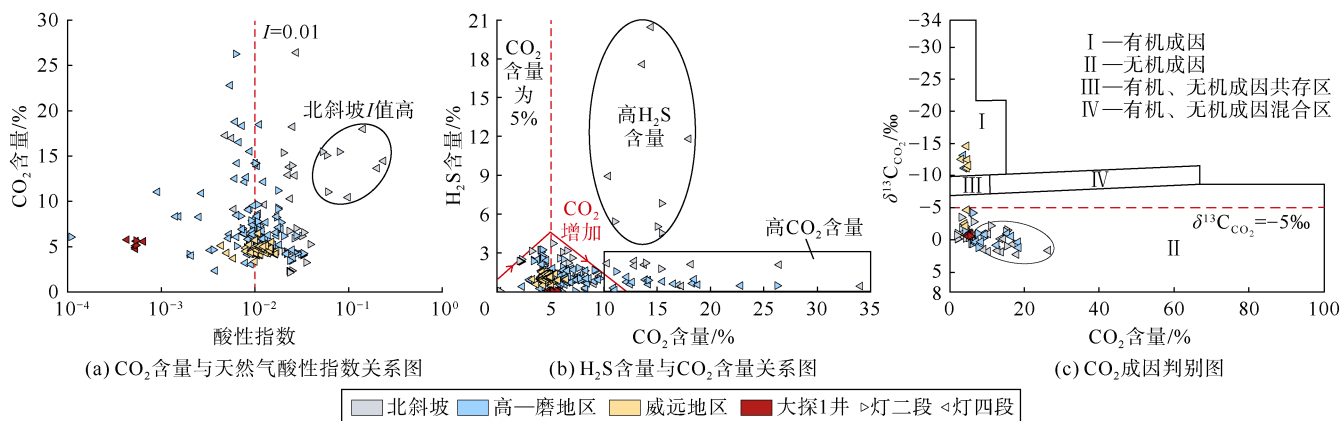 30
25
20
15
10
5
0
CO₂含量/%
I=0.01
北斜坡I值高
10⁻⁴
10⁻³
10⁻²
10⁻¹
10⁰
酸性指数
(a) CO₂含量与天然气酸性指数关系图
21
18
15
12
9
6
3
0
H₂S含量/%
CO₂
含量
为
5%
高H₂S
含量
CO₂
增加
高CO₂含量
5
10
15
20
25
30
35
CO₂含量/%
(b) H₂S含量与CO₂含量关系图
−34
−30
−25
−20
−15
−10
−5
0
5
8
δ¹³C_CO₂/‰
Ⅰ—有机成因
Ⅱ—无机成因
Ⅲ—有机、无机成因共存区
Ⅳ—有机、无机成因混合区
Ⅰ
Ⅲ
Ⅳ
δ¹³C_CO₂=−5‰
Ⅱ
0
20
40
60
80
100
CO₂含量/%
(c) CO₂成因判别图
北斜坡 高—磨地区 威远地区 大探1井 ▷灯二段 ◁灯四段